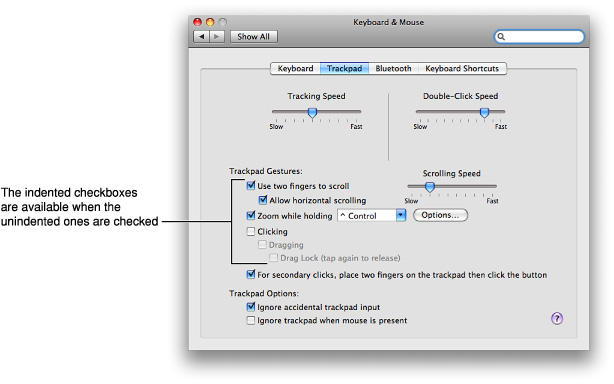 Keyboard & Mouse
Show All
Keyboard Trackpad Bluetooth Keyboard Shortcuts
Tracking Speed Double-Click Speed
Slow Fast Slow Fast
Trackpad Gestures: Scrolling Speed
Use two fingers to scroll
Slow Fast
Allow horizontal scrolling
Zoom while holding ^ Control Options...
Clicking
Dragging
Drag Lock (tap again to release)
For secondary clicks, place two fingers on the trackpad then click the button
Trackpad Options:
Ignore accidental trackpad input
Ignore trackpad when mouse is present
?
The indented checkboxes
are available when the
unindented ones are checked